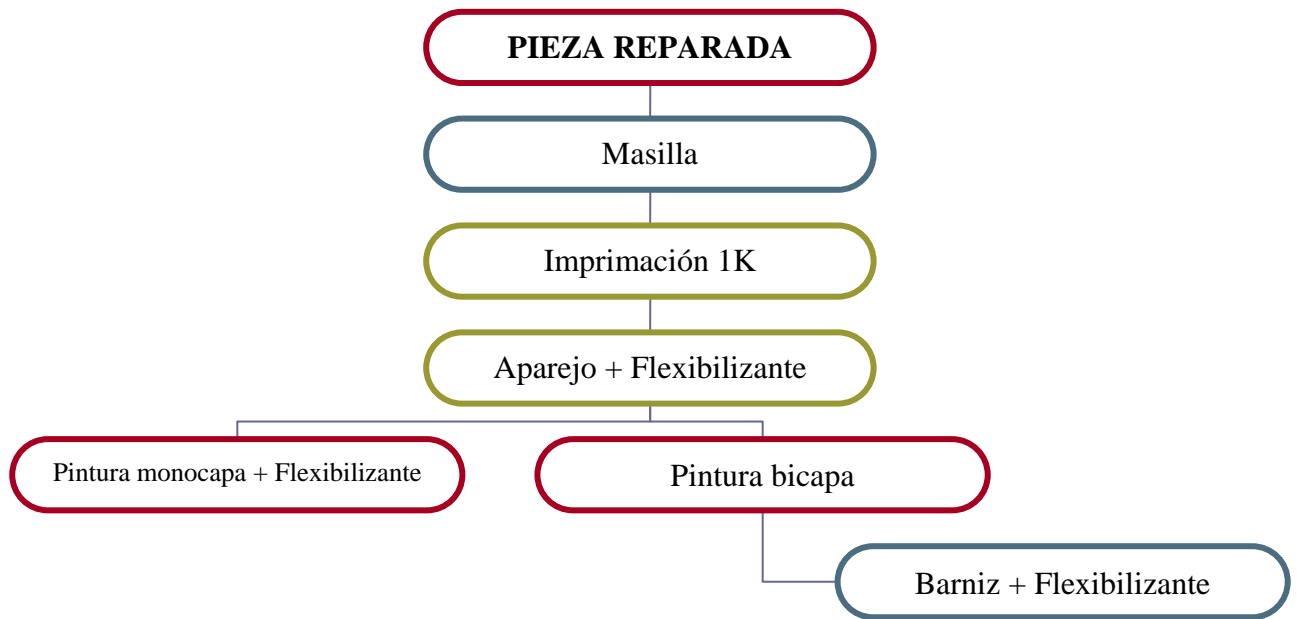 PIEZA REPARADA
Masilla
Imprimación 1K
Aparejo + Flexibilizante
Pintura monocapa + Flexibilizante
Pintura bicapa
Barniz + Flexibilizante